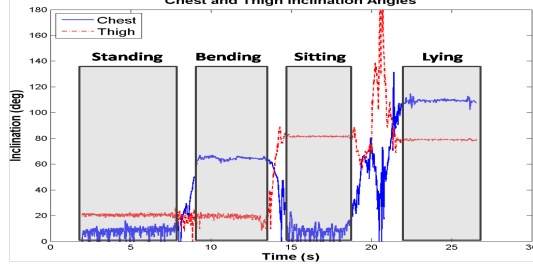 Chest and Thigh Inclination Angles
180
160
140
120
100
80
60
40
20
0
Inclination (deg)
Chest
Thigh
Standing
Bending
Sitting
Lying
0
5
10
15
20
25
30
Time (s)